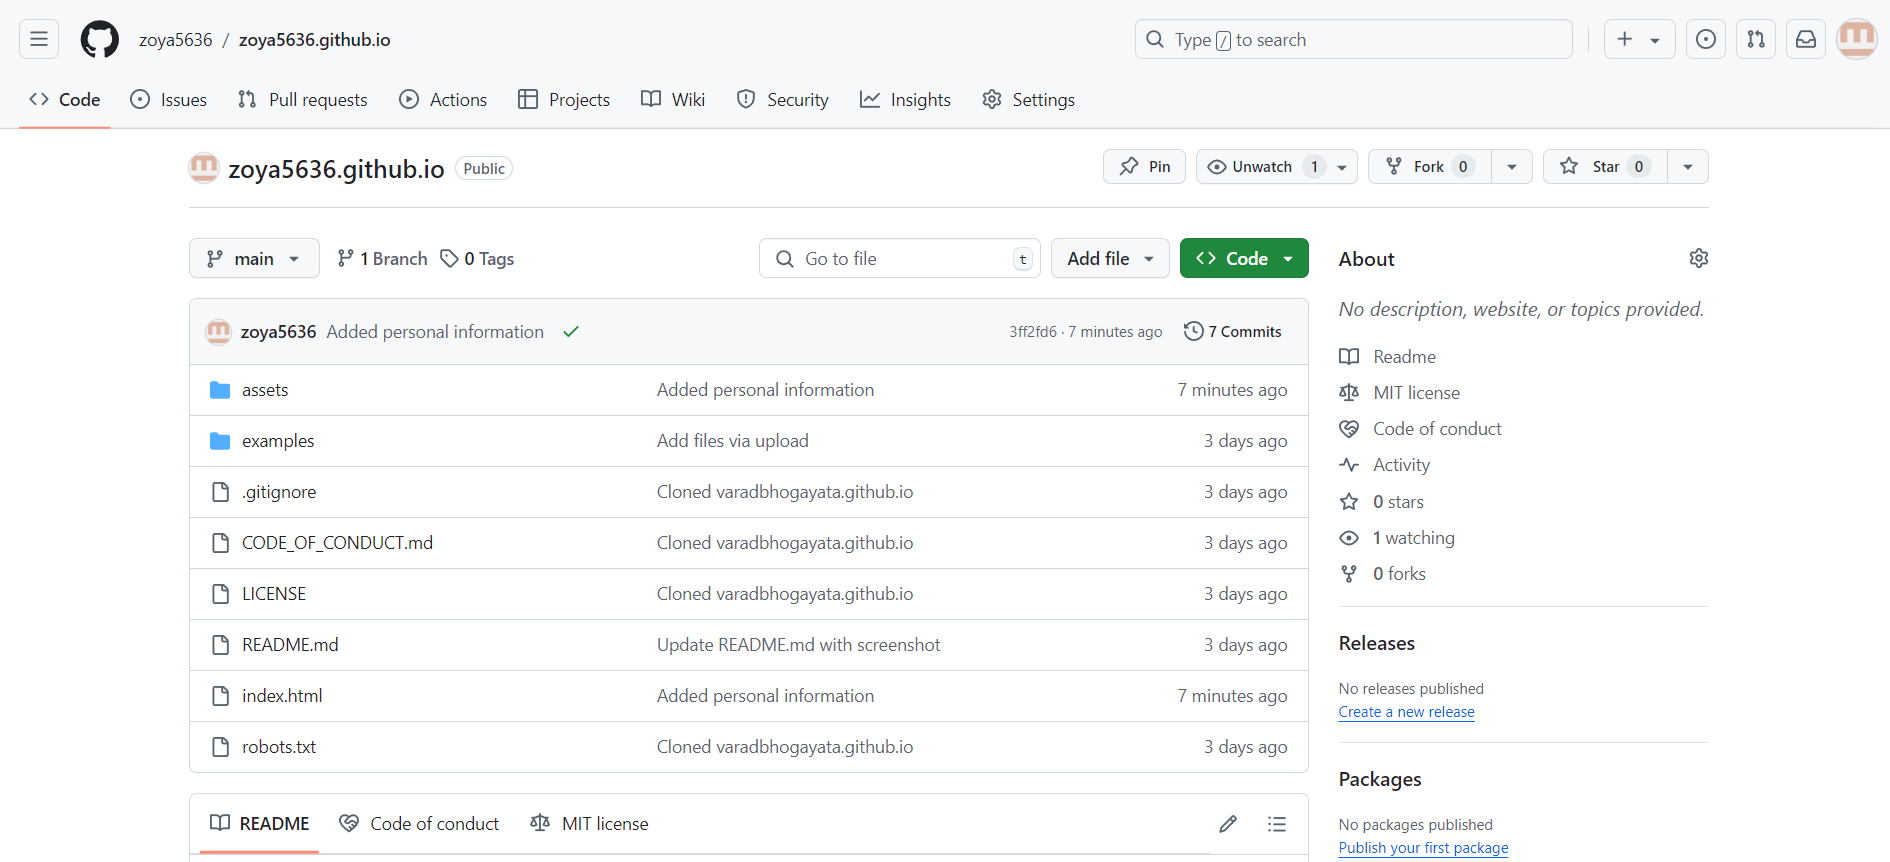 zoya5636 / zoya5636.github.io
Type / to search
Code Issues Pull requests Actions Projects Wiki Security Insights Settings
zoya5636.github.io Public
Pin Unwatch 1 Fork 0 Star 0
main 1 Branch 0 Tags Go to file t Add file Code
zoya5636 Added personal information 3ff2fd6 · 7 minutes ago 7 Commits
assets Added personal information 7 minutes ago
examples Add files via upload 3 days ago
.gitignore Cloned varadbhogayata.github.io 3 days ago
CODE_OF_CONDUCT.md Cloned varadbhogayata.github.io 3 days ago
LICENSE Cloned varadbhogayata.github.io 3 days ago
README.md Update README.md with screenshot 3 days ago
index.html Added personal information 7 minutes ago
robots.txt Cloned varadbhogayata.github.io 3 days ago
README Code of conduct MIT license
About
No description, website, or topics provided.
Readme
MIT license
Code of conduct
Activity
0 stars
1 watching
0 forks
Releases
No releases published
Create a new release
Packages
No packages published
Publish your first package